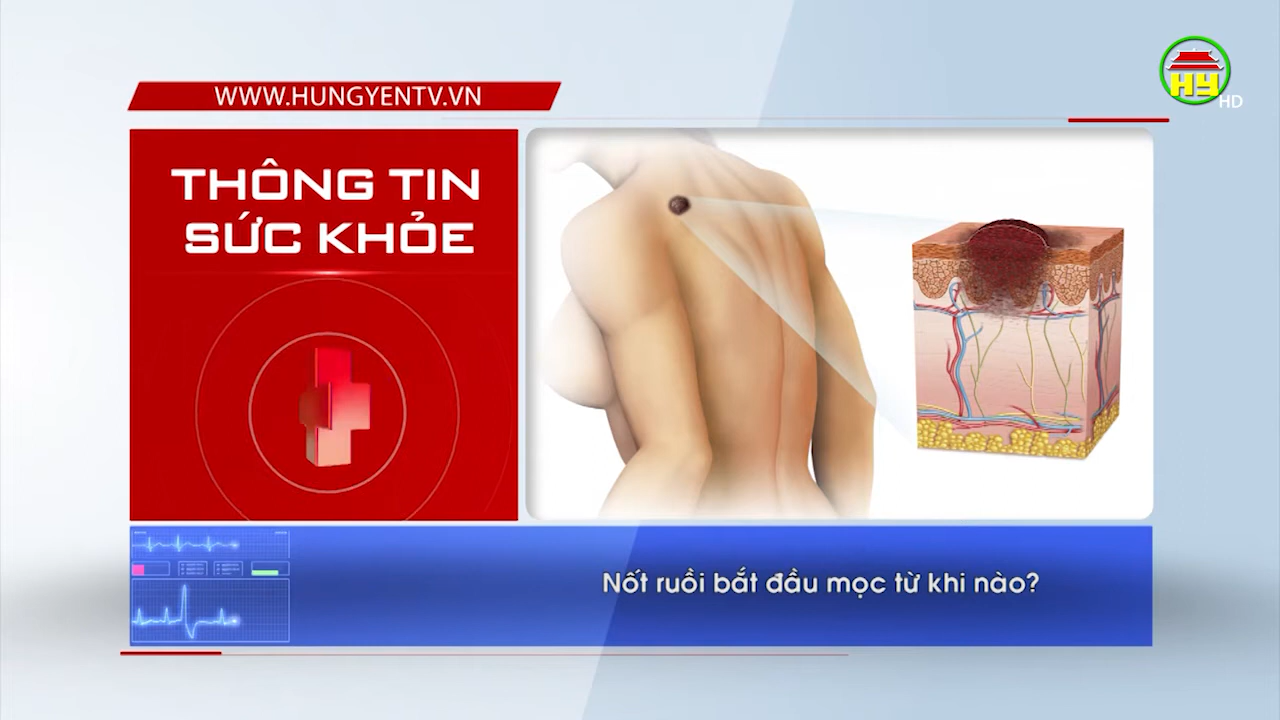 WWW.HUNGYENTV.VN
HY
HD
THÔNG TIN
SỨC KHỎE
Nốt ruồi bắt đầu mọc từ khi nào?